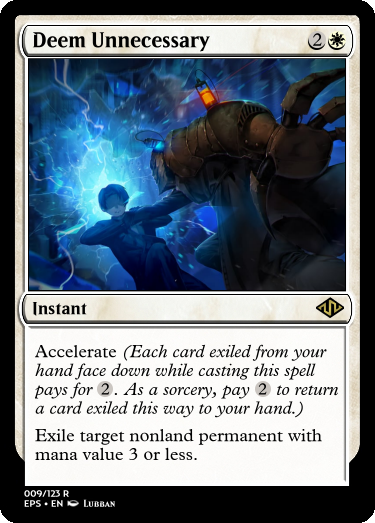 Deem Unnecessary 2
Instant
Accelerate (Each card exiled from your
hand face down while casting this spell
pays for 2. As a sorcery, pay 2 to return
a card exiled this way to your hand.)
Exile target nonland permanent with
mana value 3 or less.
009/123 R
EPS • EN Lubban